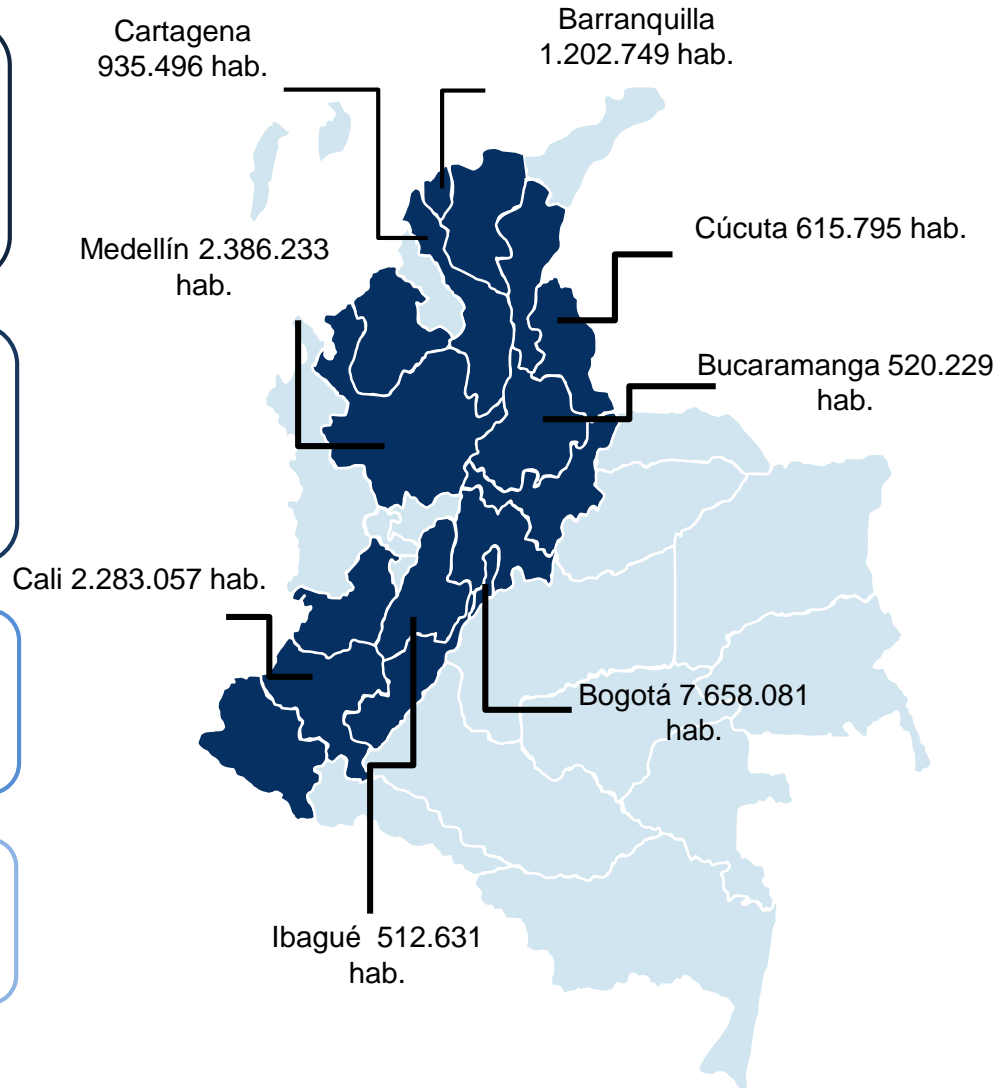 Cartagena
935.496 hab.
Barranquilla
1.202.749 hab.
Medellín 2.386.233
hab.
Cúcuta 615.795 hab.
Bucaramanga 520.229
hab.
Cali 2.283.057 hab.
Bogotá 7.658.081
hab.
Ibagué 512.631
hab.